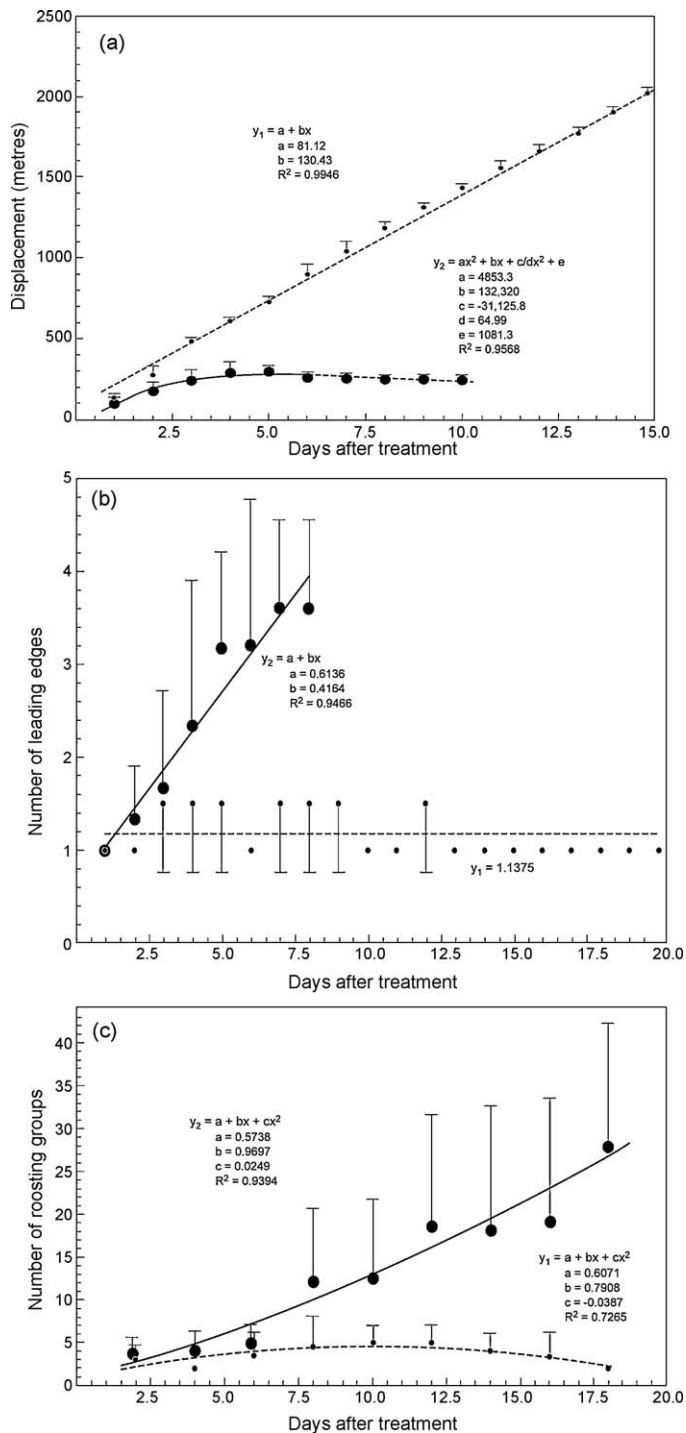 (a)
2500
2000
1500
1000
500
0
Displacement (metres)
y1 = a + bx
a = 81.12
b = 130.43
R² = 0.9946
y2 = ax² + bx + c/dx² + e
a = 4853.3
b = 132,320
c = -31,125.8
d = 64.99
e = 1081.3
R² = 0.9568
2.5 5.0 7.5 10.0 12.5 15.0
Days after treatment
(b)
5
4
3
2
1
0
Number of leading edges
y2 = a + bx
a = 0.6136
b = 0.4164
R² = 0.9466
y1 = 1.1375
2.5 5.0 7.5 10.0 12.5 15.0 17.5 20.0
Days after treatment
(c)
40
35
30
25
20
15
10
5
0
Number of roosting groups
y2 = a + bx + cx²
a = 0.5738
b = 0.9697
c = 0.0249
R² = 0.9394
y1 = a + bx + cx²
a = 0.6071
b = 0.7908
c = -0.0387
R² = 0.7265
2.5 5.0 7.5 10.0 12.5 15.0 17.5 20.0
Days after treatment